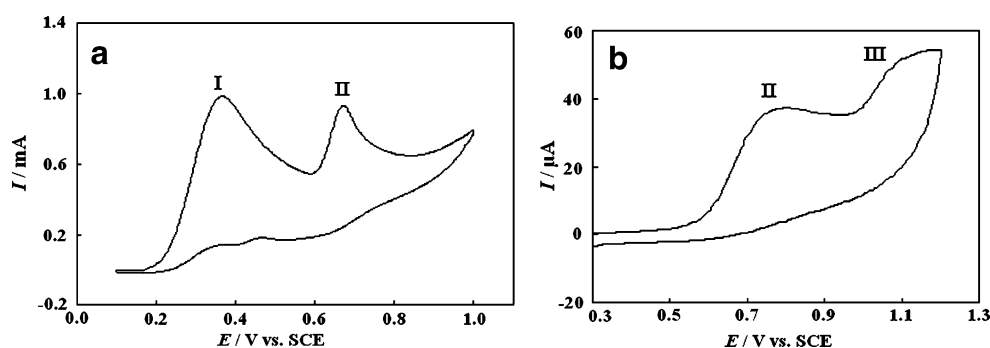 a
I
II
1.4
1.0
0.6
0.2
-0.2
I / mA
0.0
0.2
0.4
0.6
0.8
1.0
E / V vs. SCE
b
II
III
60
40
20
0
-20
I / μA
0.3
0.5
0.7
0.9
1.1
1.3
E / V vs. SCE